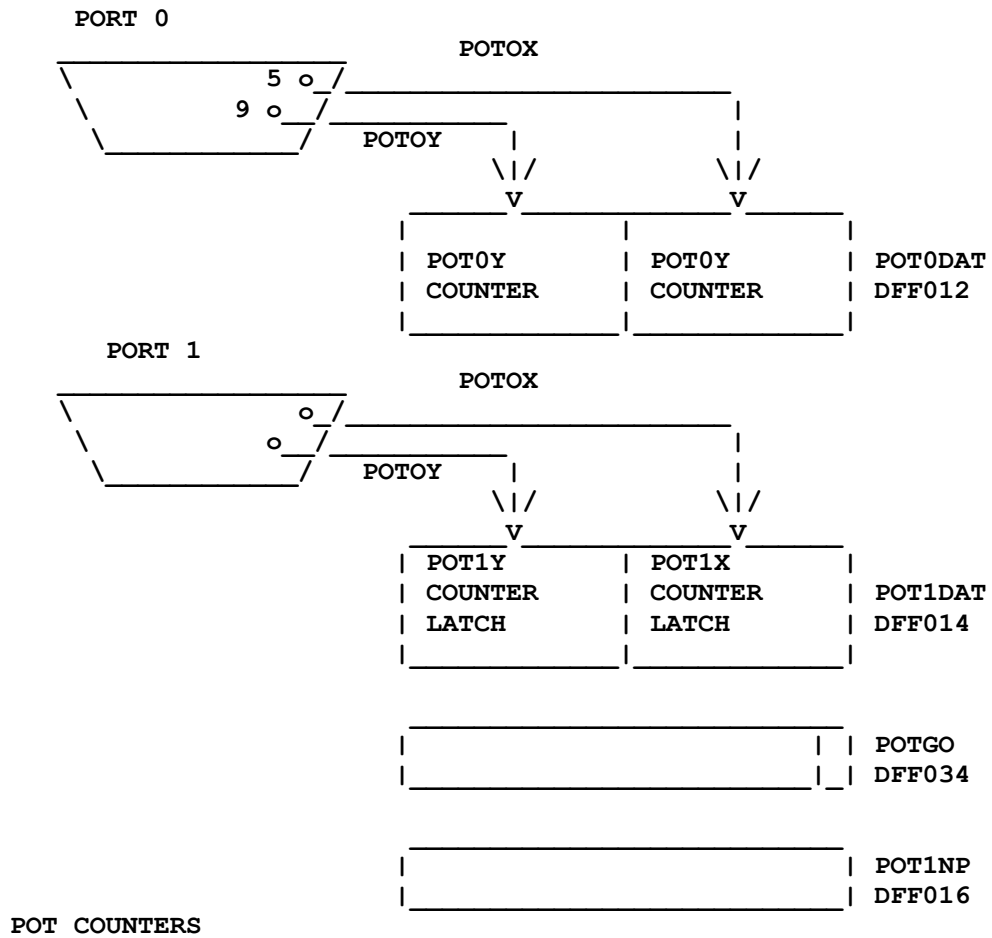 PORT 0
POTOX
5 o
9 o
POTOY
V V
POT0Y POT0Y POT0DAT
COUNTER COUNTER DFF012
PORT 1
POTOX
o
o
POTOY
V V
POT1Y POT1X
COUNTER COUNTER POT1DAT
LATCH LATCH DFF014
POTGO
DFF034
POT1NP
DFF016
POT COUNTERS